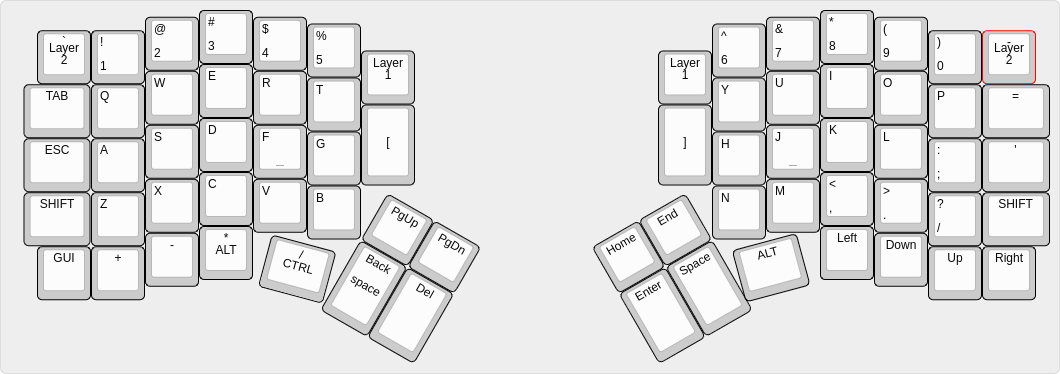 ` ! @ # $ % Layer Layer ^ & * ( ) - Layer
Layer 2 1 2 3 4 5 1 1 6 7 8 9 0 2
TAB Q W E R T Y U I O P =
ESC A S D F _ G [ ] H J _ K L : ; '
SHIFT Z X C V B N M < , > . ? / SHIFT
GUI + - * ALT / CTRL ALT Left Down Up Right
PgUp PgDn Home End
Back space Del Enter Space